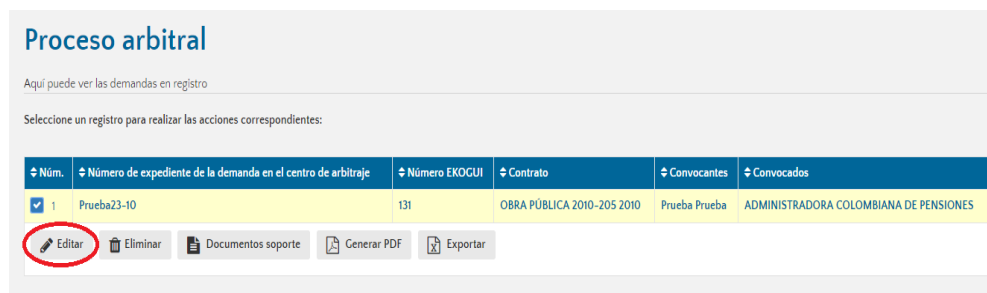 Proceso arbitral
Aquí puede ver las demandas en registro
Seleccione un registro para realizar las acciones correspondientes:
Núm. Número de expediente de la demanda en el centro de arbitraje Número EKOGUI Contrato Convocantes Convocados
1 Prueba23-10 131 OBRA PÚBLICA 2010-205 2010 Prueba Prueba ADMINISTRADORA COLOMBIANA DE PENSIONES
Editar Eliminar Documentos soporte Generar PDF Exportar